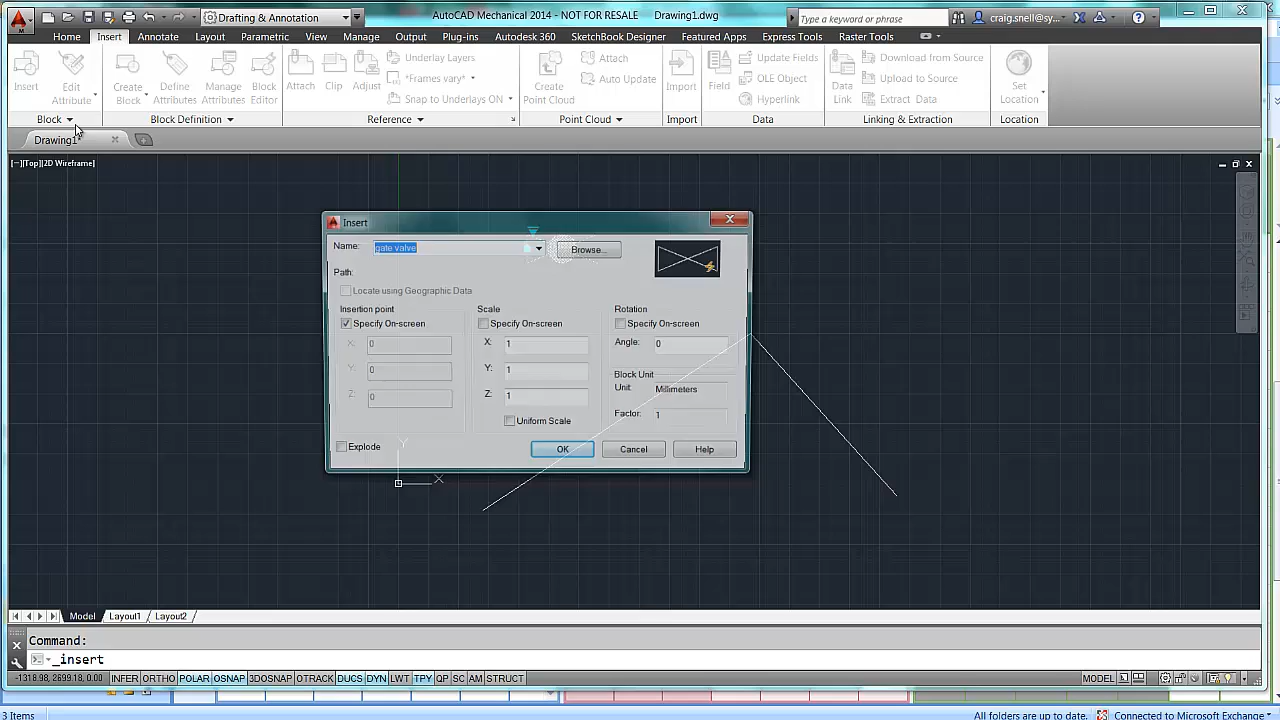 Drafting & Annotation
AutoCAD Mechanical 2014 - NOT FOR RESALE Drawing1.dwg
Type a keyword or phrase
craig.snell@sy...
Home Insert Annotate Layout Parametric View Manage Output Plug-ins Autodesk 360 SketchBook Designer Featured Apps Express Tools Raster Tools
Insert
Edit Attribute
Create Block
Define Attributes
Manage Attributes
Block Editor
Attach
Clip
Adjust
Underlay Layers
*Frames vary*
Snap to Underlays ON
Create Point Cloud
Attach
Auto Update
Import
Field
Update Fields
OLE Object
Hyperlink
Data Link
Download from Source
Upload to Source
Extract Data
Set Location
Block Block Definition Reference Point Cloud Import Data Linking & Extraction Location
Drawing1*
[−][Top][2D Wireframe]
Insert
Name: gate valve Browse...
Path:
Locate using Geographic Data
Insertion point Scale Rotation
Specify On-screen Specify On-screen Specify On-screen
X: 0 X: 1 Angle: 0
Y: 0 Y: 1
Block Unit
Unit: Millimeters
Z: 0 Z: 1
Factor: 1
Uniform Scale
Explode OK Cancel Help
Y
X
Model Layout1 Layout2
Command:
_insert
-1318.98, 2699.18, 0.00 INFER ORTHO POLAR OSNAP 3DOSNAP OTRACK DUCS DYN LWT TPY QP SC AM STRUCT MODEL
3 Items All folders are up to date. Connected to Microsoft Exchange